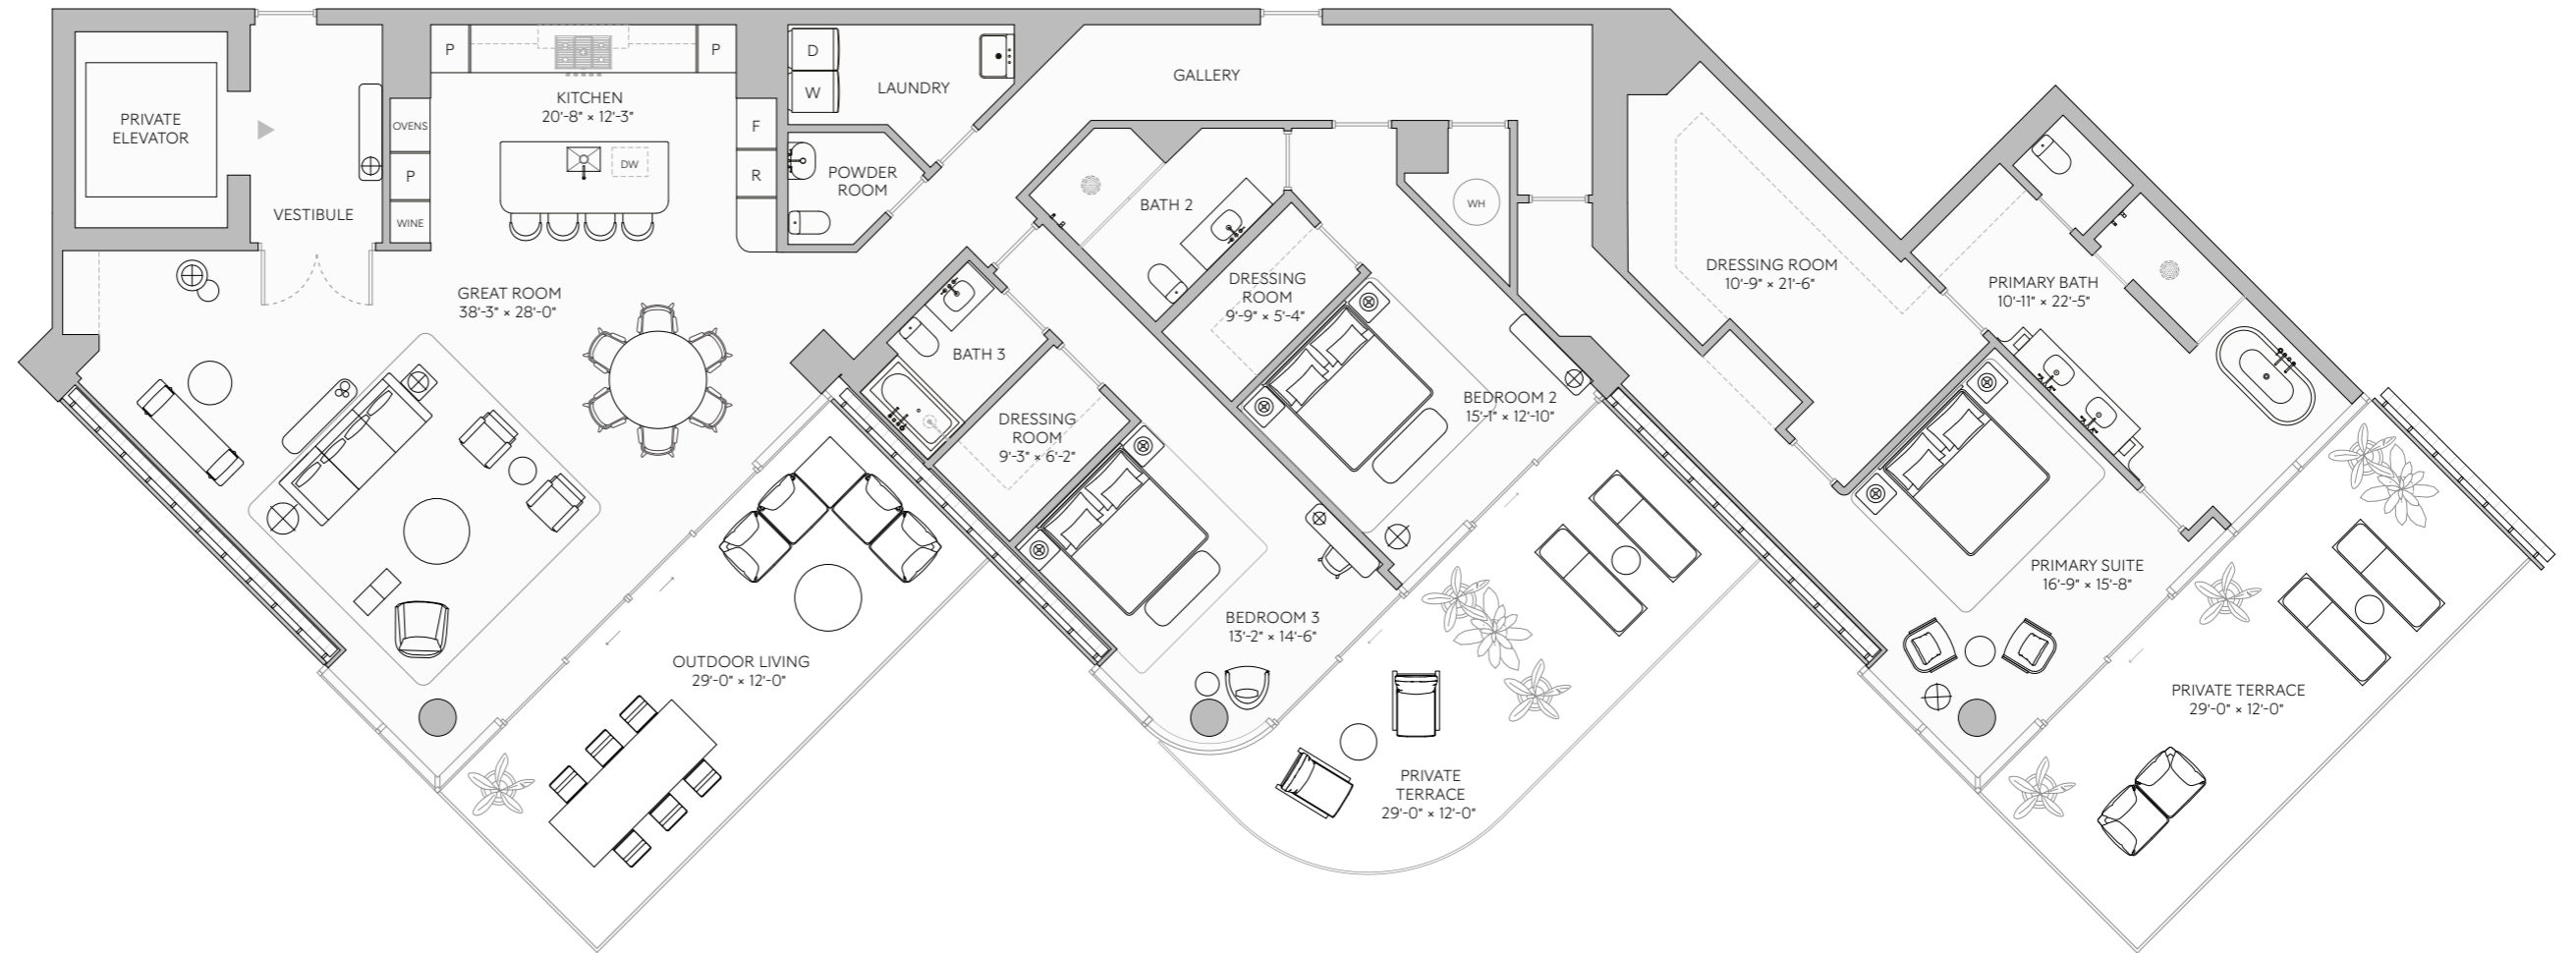 PRIVATE
ELEVATOR
VESTIBULE
P
P
KITCHEN
20'-8" × 12'-3"
OVENS
P
WINE
DW
F
R
D
W
LAUNDRY
POWDER
ROOM
GALLERY
GREAT ROOM
38'-3" × 28'-0"
BATH 2
WH
DRESSING
ROOM
9'-9" × 5'-4"
BATH 3
DRESSING
ROOM
9'-3" × 6'-2"
BEDROOM 2
15'-1" × 12'-10"
DRESSING ROOM
10'-9" × 21'-6"
PRIMARY BATH
10'-11" × 22'-5"
BEDROOM 3
13'-2" × 14'-6"
PRIMARY SUITE
16'-9" × 15'-8"
OUTDOOR LIVING
29'-0" × 12'-0"
PRIVATE
TERRACE
29'-0" × 12'-0"
PRIVATE TERRACE
29'-0" × 12'-0"